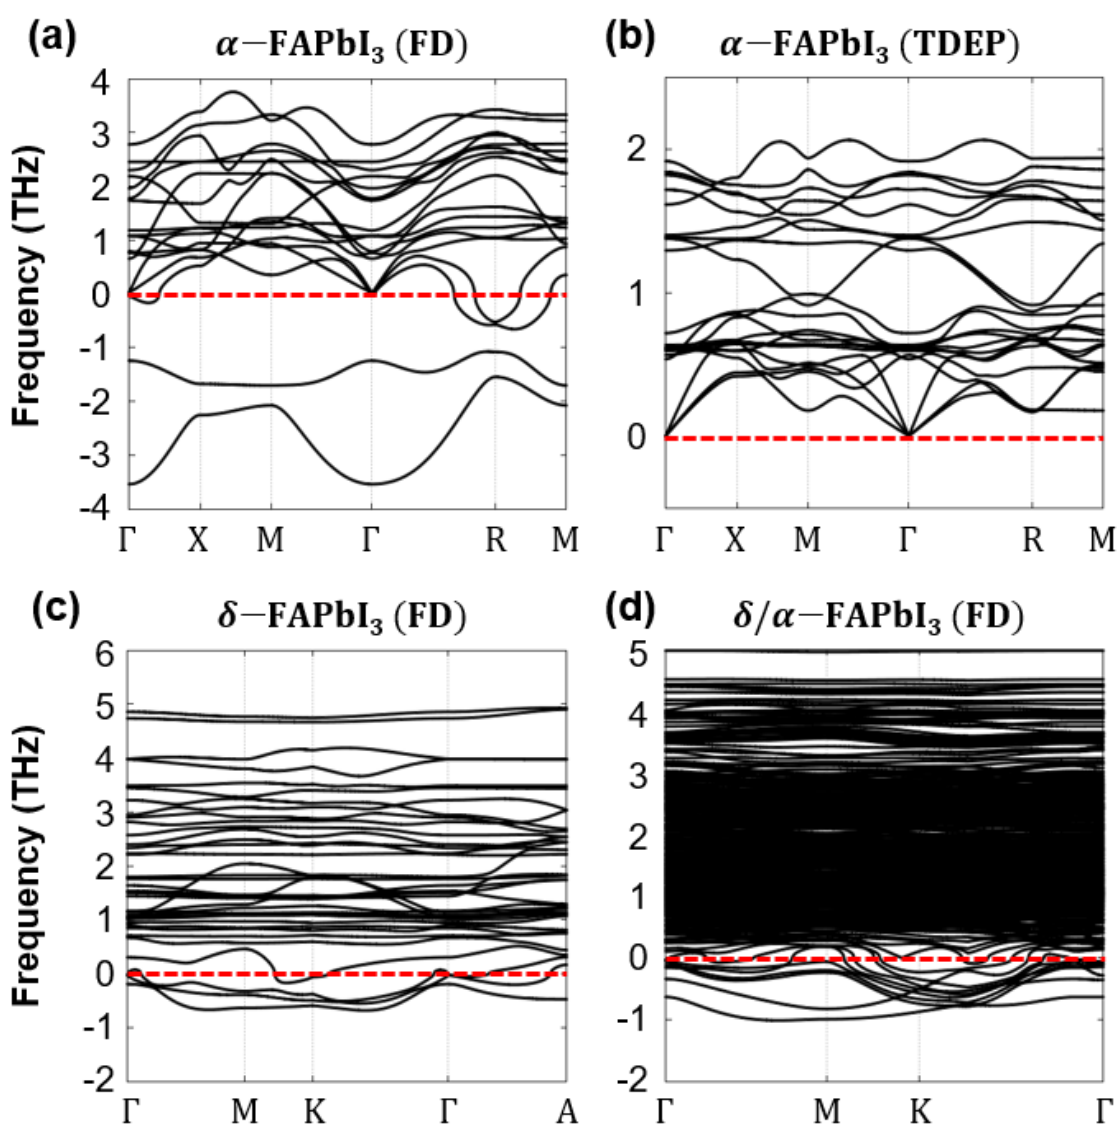 (a) α−FAPbI₃ (FD)
Frequency (THz)
4
3
2
1
0
-1
-2
-3
-4
Γ X M Γ R M
(b) α−FAPbI₃ (TDEP)
2
1
0
Γ X M Γ R M
(c) δ−FAPbI₃ (FD)
Frequency (THz)
6
5
4
3
2
1
0
-1
-2
Γ M K Γ A
(d) δ/α−FAPbI₃ (FD)
5
4
3
2
1
0
-1
-2
Γ M K Γ